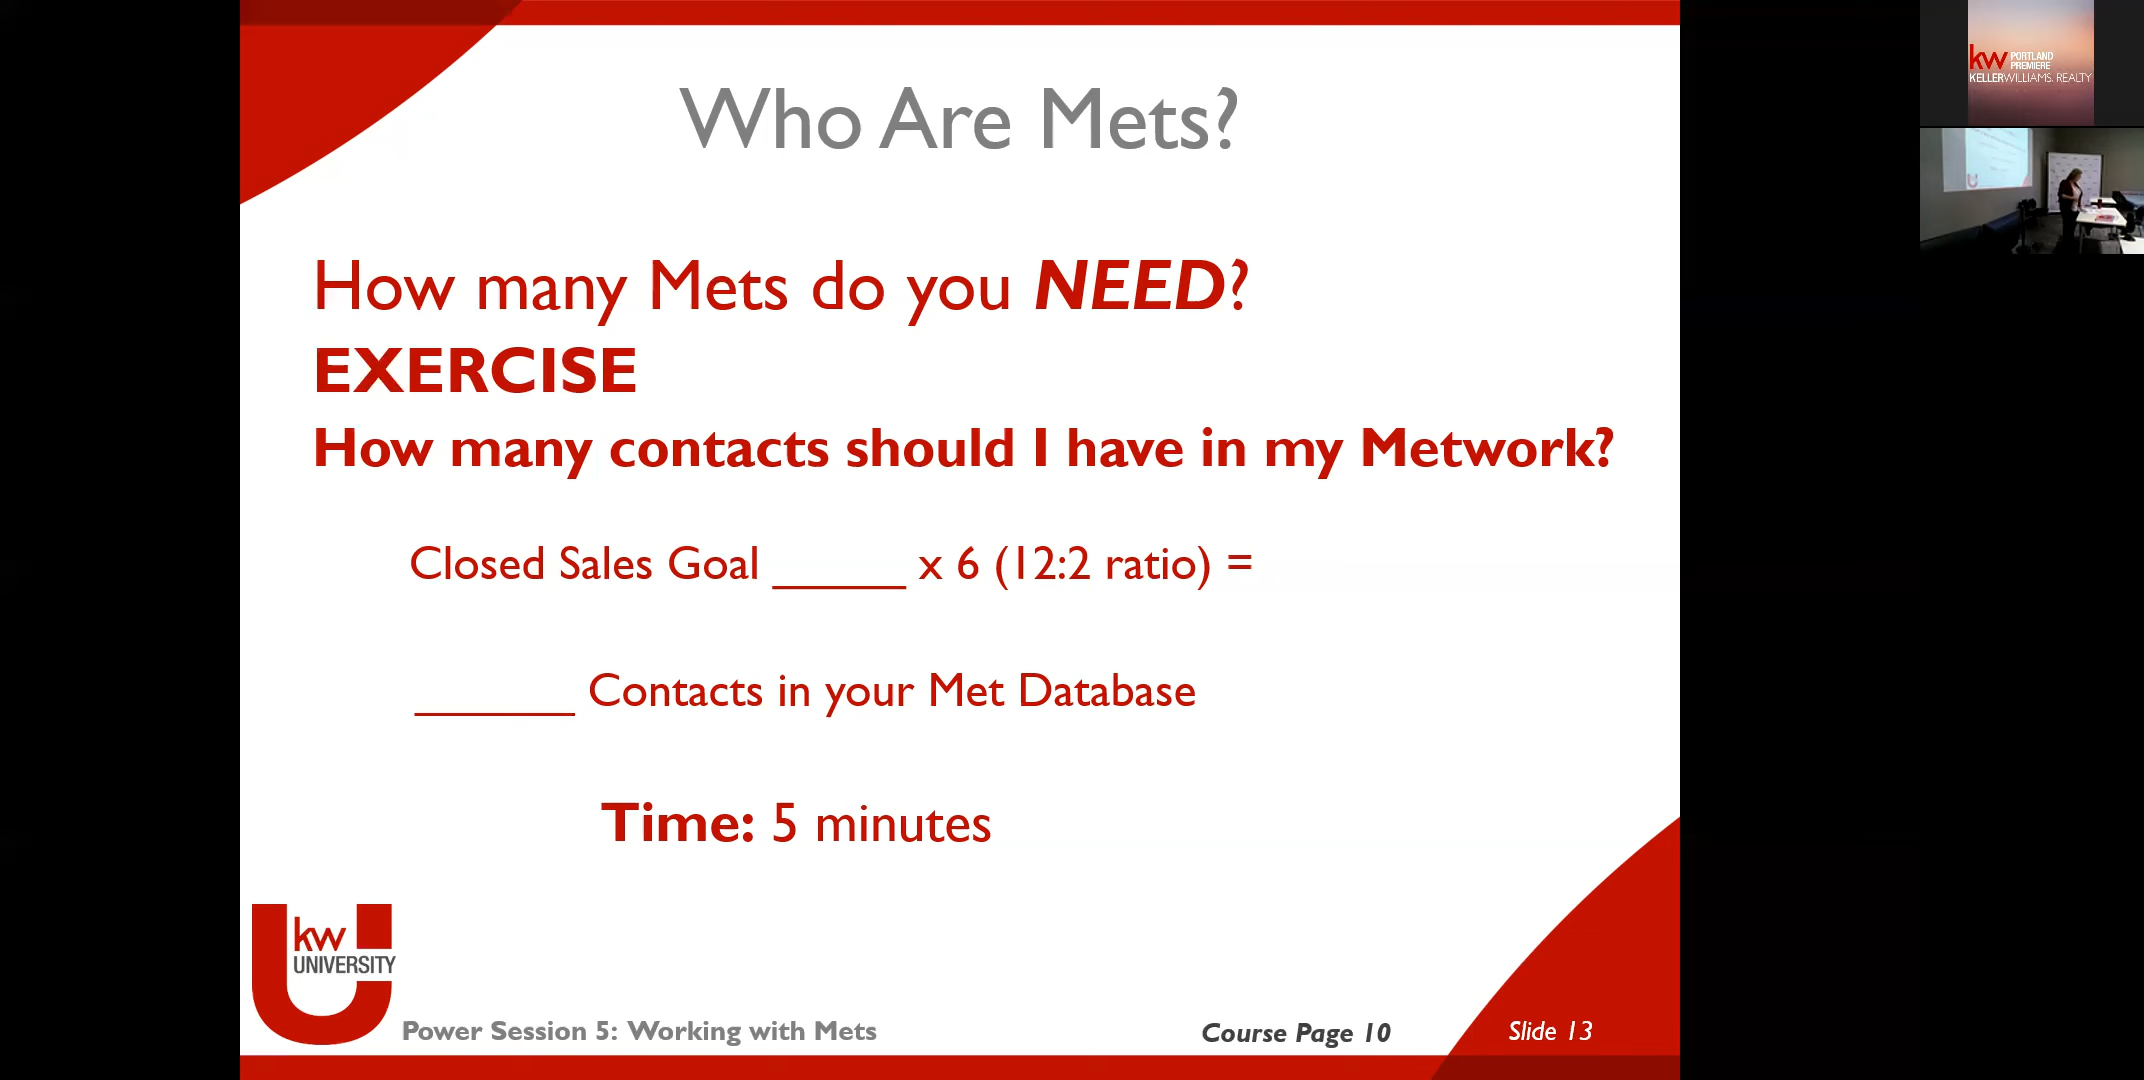 Who Are Mets?
How many Mets do you NEED?
EXERCISE
How many contacts should I have in my Metwork?
Closed Sales Goal _____ x 6 (12:2 ratio) =
______ Contacts in your Met Database
Time: 5 minutes
kw
UNIVERSITY
Power Session 5: Working with Mets
Course Page 10
Slide 13
kw PORTLAND
PREMIERE
KELLERWILLIAMS. REALTY